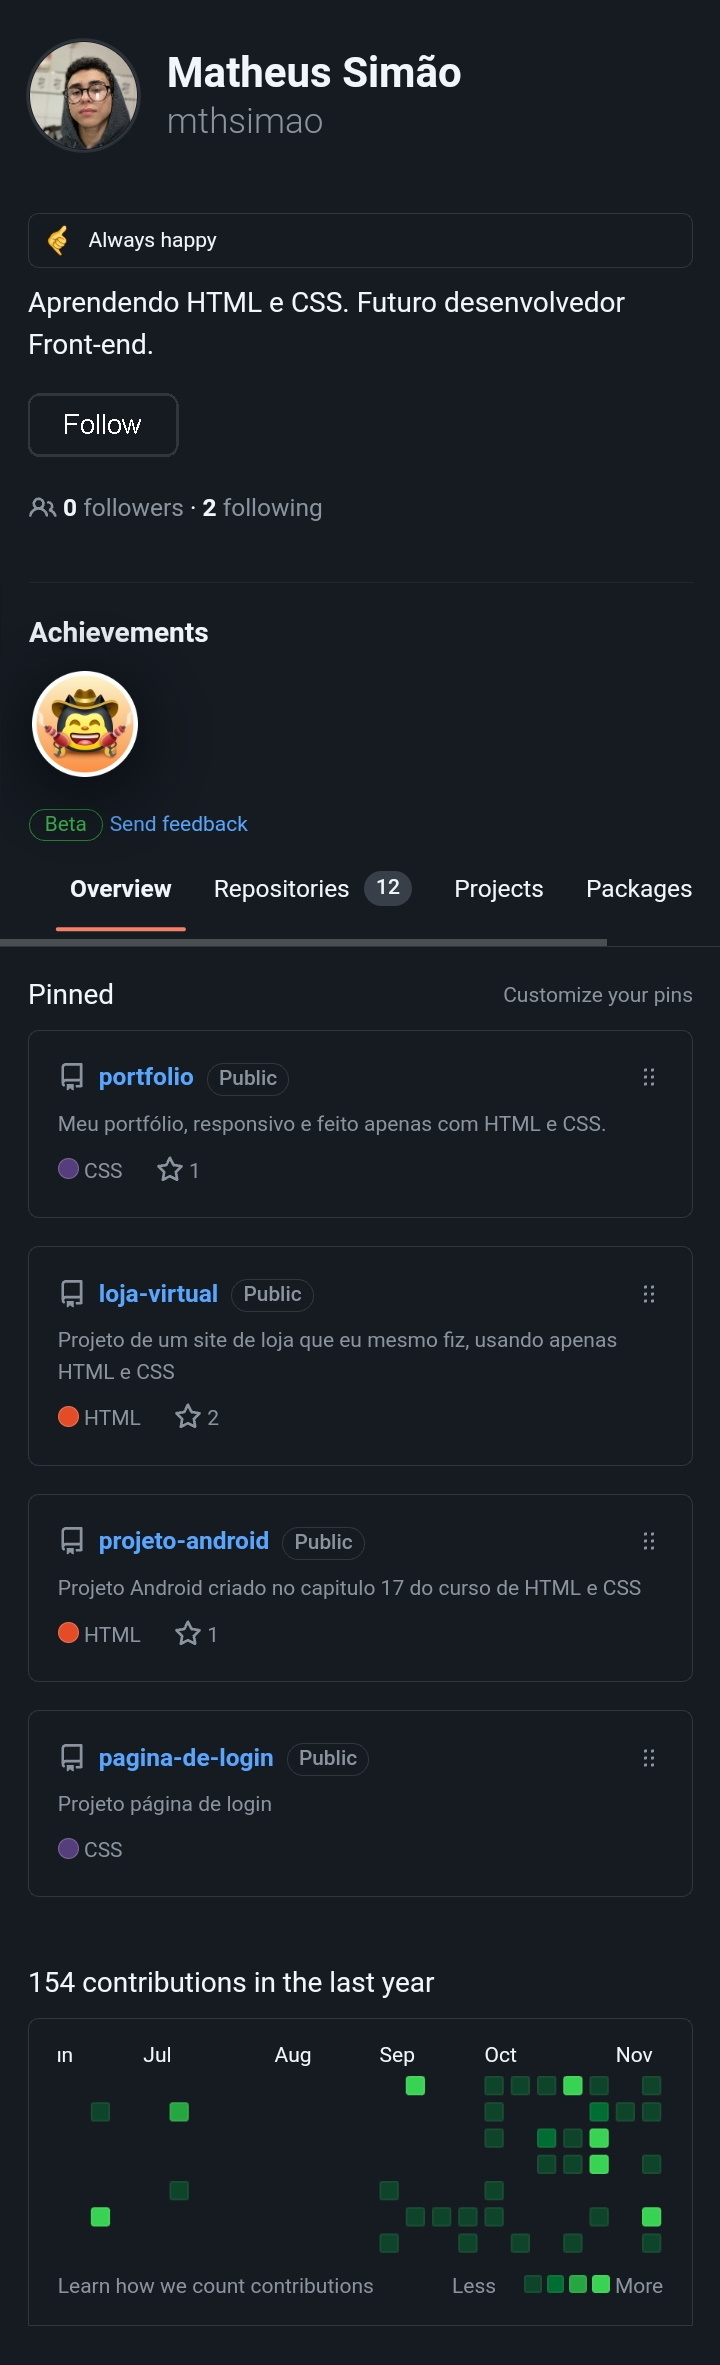 Matheus Simão
mthsimao
Always happy
Aprendendo HTML e CSS. Futuro desenvolvedor
Front-end.
Follow
0 followers · 2 following
Achievements
Beta Send feedback
Overview Repositories 12 Projects Packages
Pinned Customize your pins
portfolio Public
Meu portfólio, responsivo e feito apenas com HTML e CSS.
CSS 1
loja-virtual Public
Projeto de um site de loja que eu mesmo fiz, usando apenas
HTML e CSS
HTML 2
projeto-android Public
Projeto Android criado no capitulo 17 do curso de HTML e CSS
HTML 1
pagina-de-login Public
Projeto página de login
CSS
154 contributions in the last year
Jul Aug Sep Oct Nov
Learn how we count contributions Less More